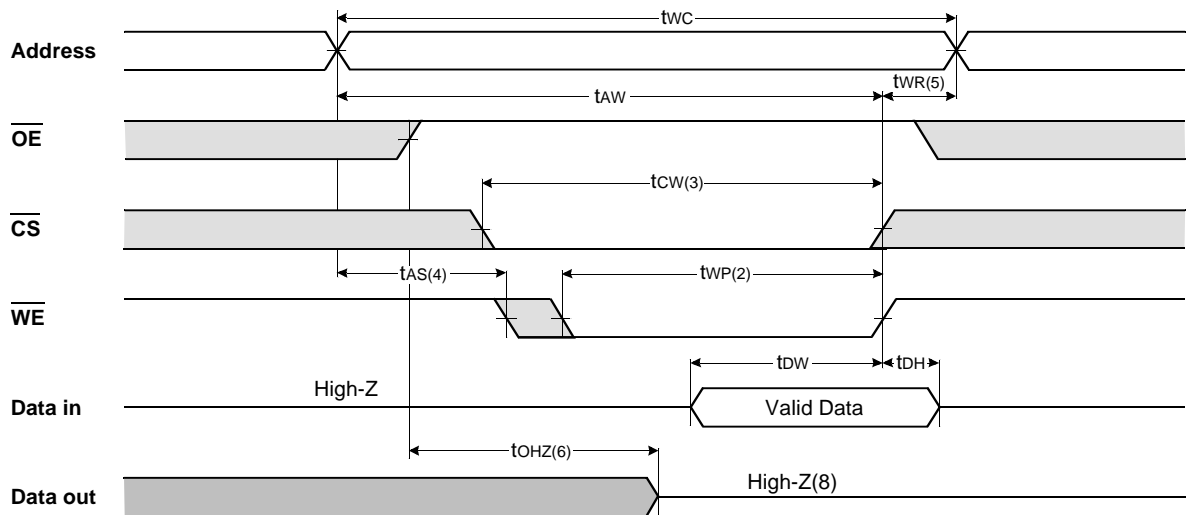 tWC
Address
tAW
tWR(5)
OE
tCW(3)
CS
tAS(4)
tWP(2)
WE
tDW
tDH
High-Z
Data in
Valid Data
tOHZ(6)
High-Z(8)
Data out